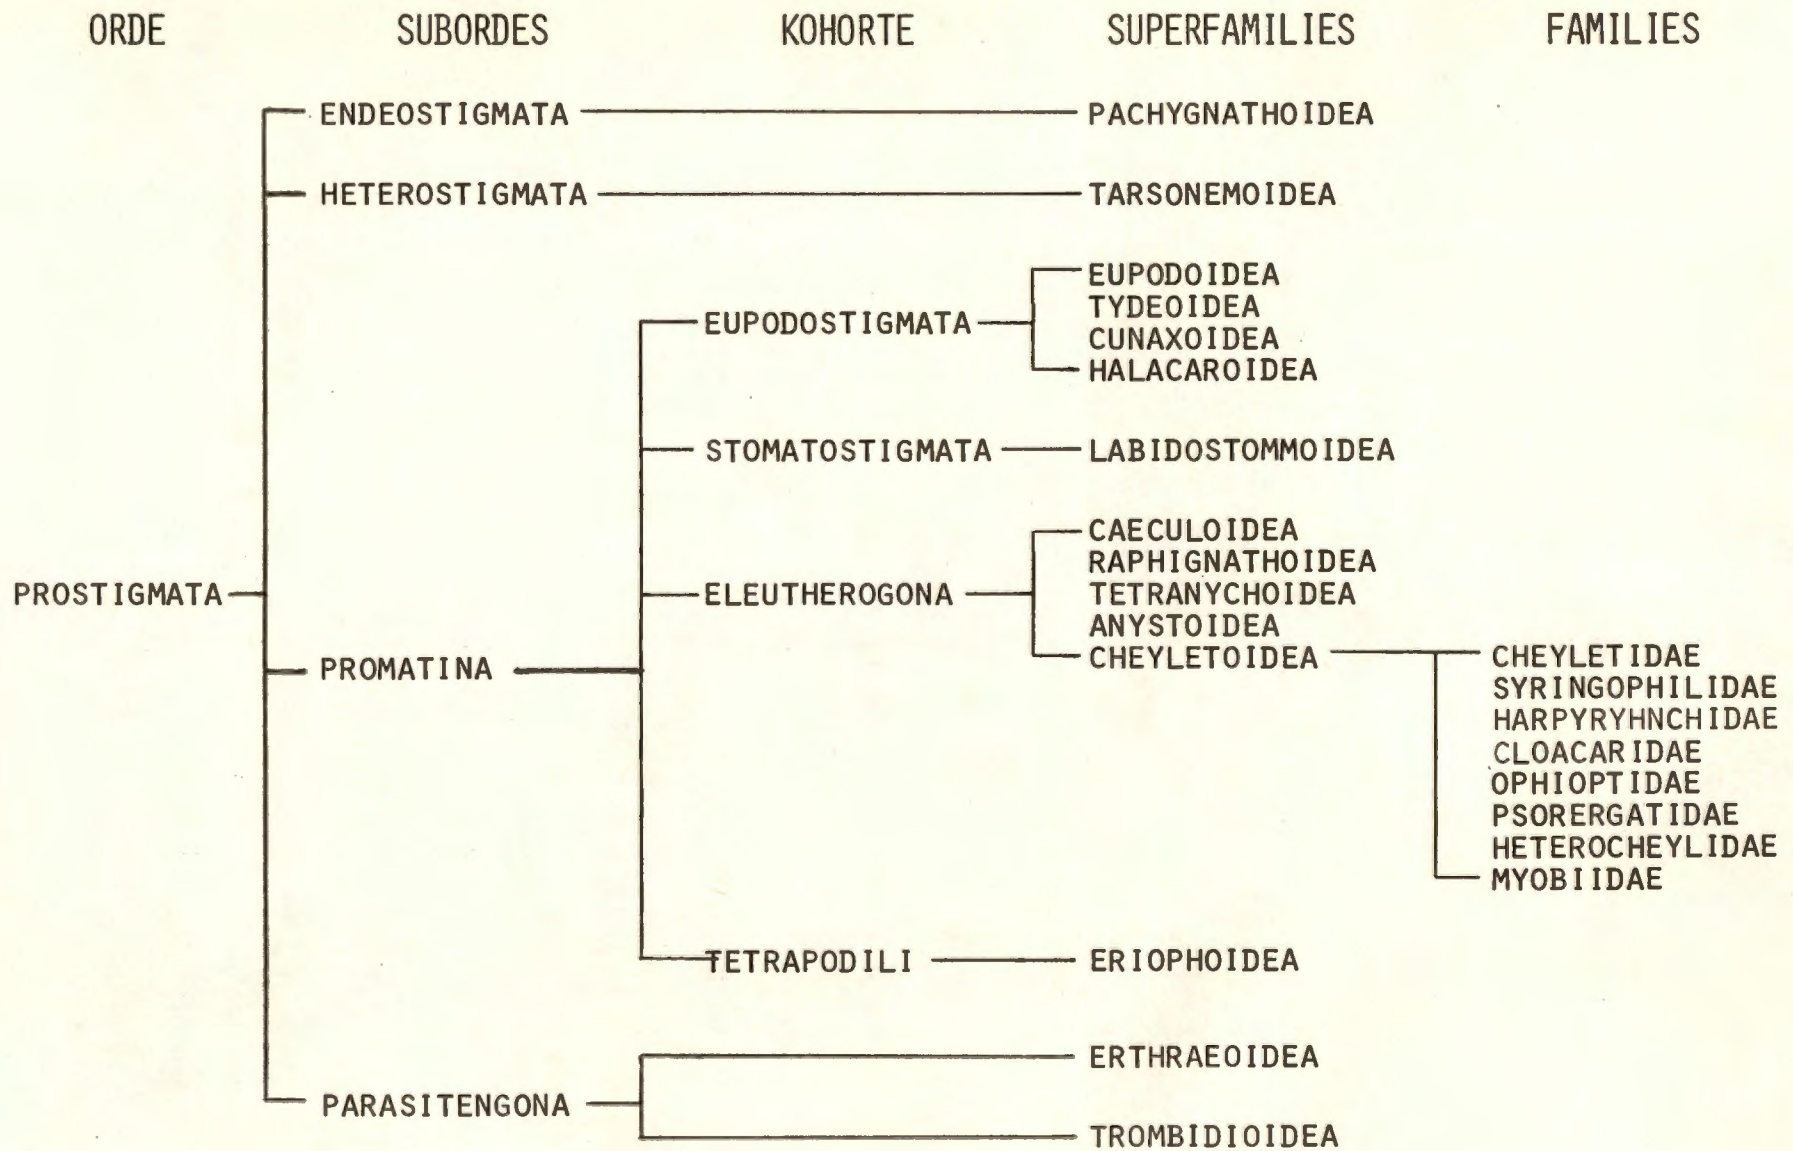 ORDE SUBORDES KOHORTE SUPERFAMILIES FAMILIES
ENDEOSTIGMATA PACHYGNATHOIDEA
HETEROSTIGMATA TARSONEMOIDEA
EUPODOIDEA
TYDEOIDEA
EUPODOSTIGMATA
CUNAXOIDEA
HALACAROIDEA
STOMATOSTIGMATA LABIDOSTOMMOIDEA
CAECULOIDEA
RAPHIGNATHOIDEA
PROSTIGMATA ELEUTHEROGONA TETRANYCHOIDEA
ANYSTOIDEA
PROMATINA CHEYLETOIDEA CHEYLETIDAE
SYRINGOPHILIDAE
HARPYRYHNCHIDAE
CLOACARIDAE
OPHIOPTIDAE
PSORERGATIDAE
HETEROCHEYLIDAE
MYOBIIDAE
TETRAPODILI ERIOPHOIDEA
ERTHRAEOIDEA
PARASITENGONA
TROMBIDIOIDEA